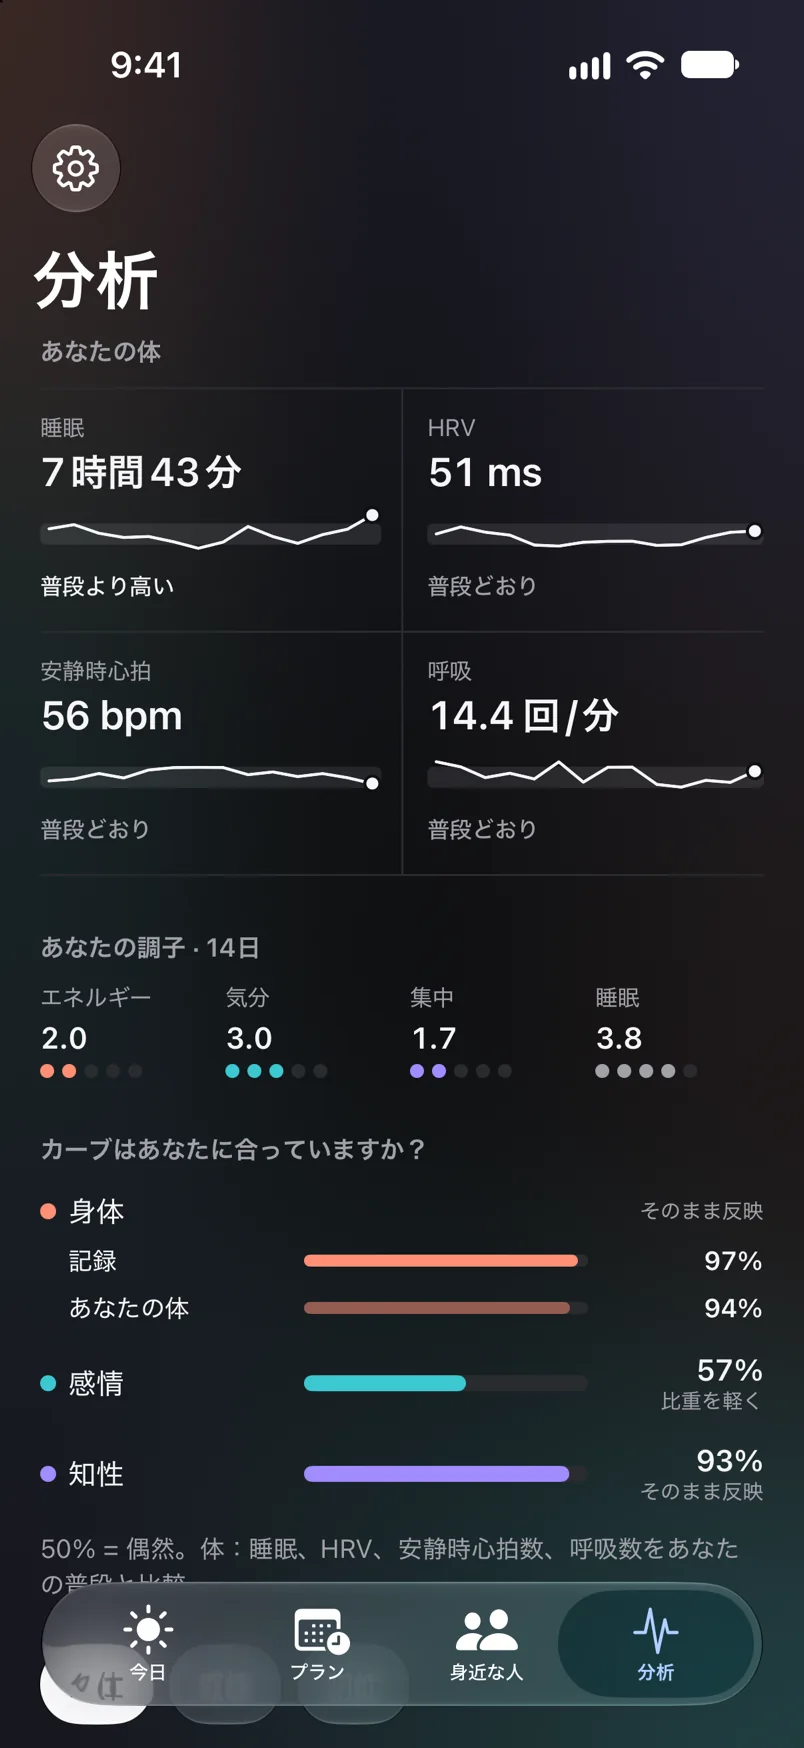 9:41
分析
あなたの体
睡眠
7時間43分
普段より高い
HRV
51 ms
普段どおり
安静時心拍
56 bpm
普段どおり
呼吸
14.4 回/分
普段どおり
あなたの調子 · 14日
エネルギー
2.0
気分
3.0
集中
1.7
睡眠
3.8
カーブはあなたに合っていますか？
身体
そのまま反映
記録
97%
あなたの体
94%
感情
57%
比重を軽く
知性
93%
そのまま反映
50% = 偶然。体：睡眠、HRV、安静時心拍数、呼吸数をあなた
の普段と比較
今日
プラン
身近な人
分析